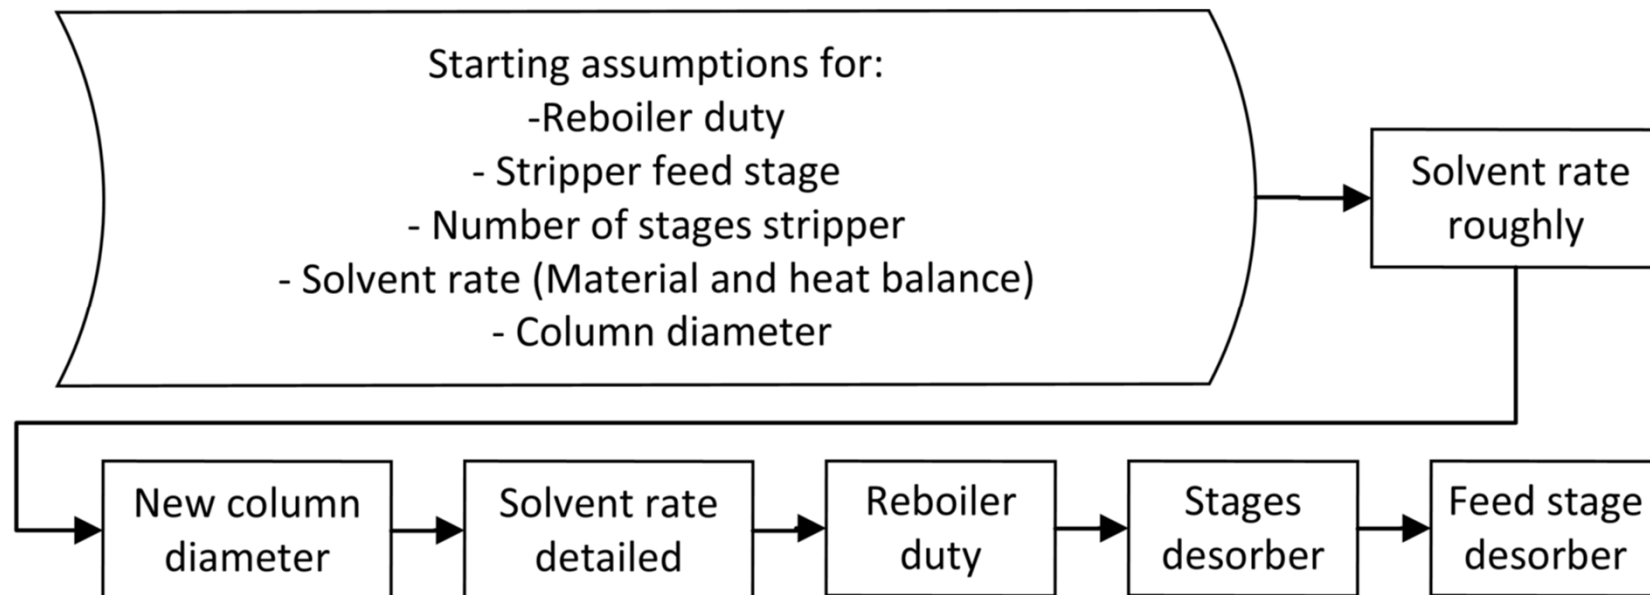 Starting assumptions for:
-Reboiler duty
- Stripper feed stage
- Number of stages stripper
- Solvent rate (Material and heat balance)
- Column diameter
Solvent rate
roughly
New column
diameter
Solvent rate
detailed
Reboiler
duty
Stages
desorber
Feed stage
desorber